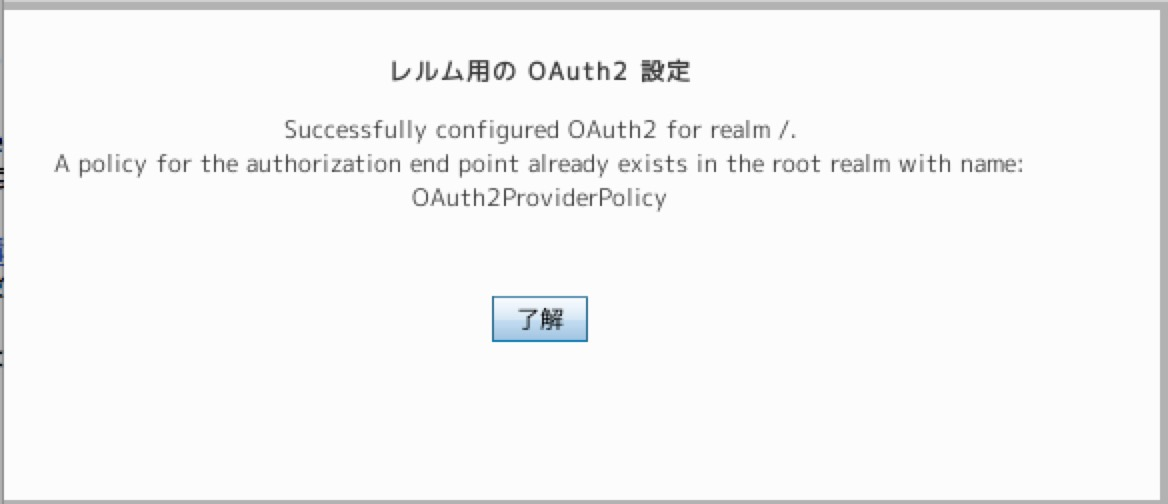 レルム用の OAuth2 設定
Successfully configured OAuth2 for realm /.
A policy for the authorization end point already exists in the root realm with name:
OAuth2ProviderPolicy
了解